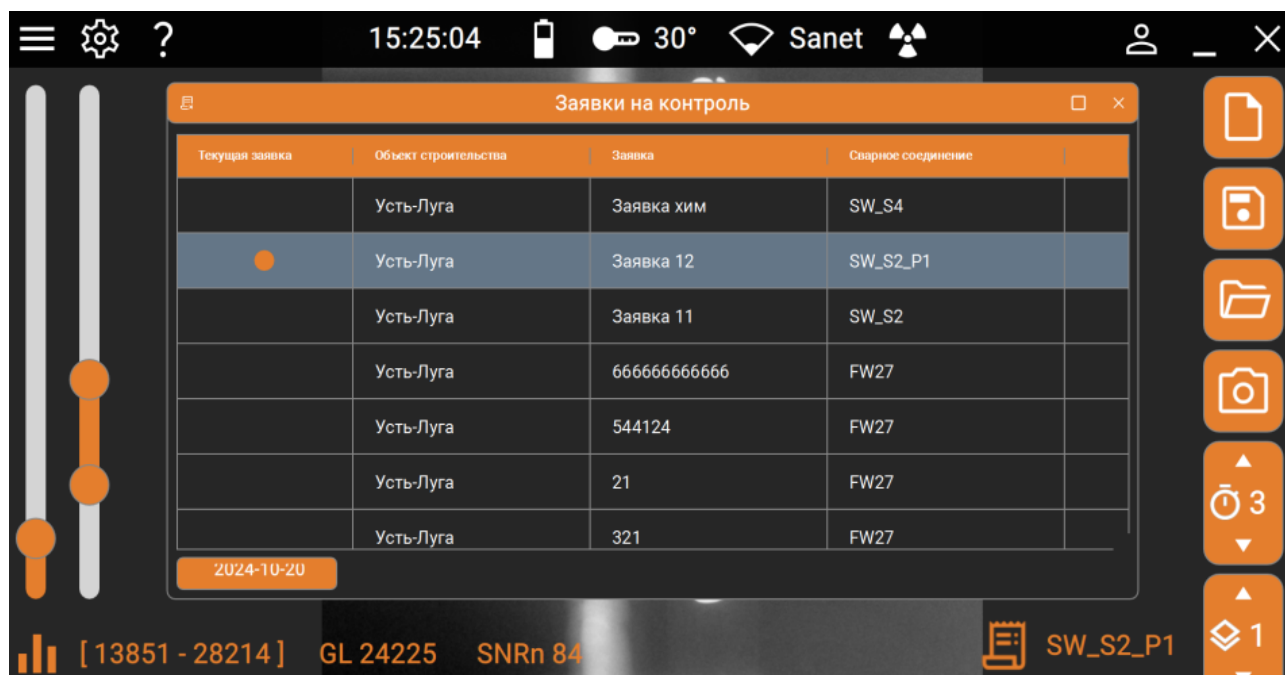 15:25:04 30° Sanet
Заявки на контроль
Текущая заявка Объект строительства Заявка Сварное соединение
Усть-Луга Заявка хим SW_S4
Усть-Луга Заявка 12 SW_S2_P1
Усть-Луга Заявка 11 SW_S2
Усть-Луга 666666666666 FW27
Усть-Луга 544124 FW27
Усть-Луга 21 FW27
Усть-Луга 321 FW27
2024-10-20
3
1
[ 13851 - 28214 ] GL 24225 SNRn 84 SW_S2_P1